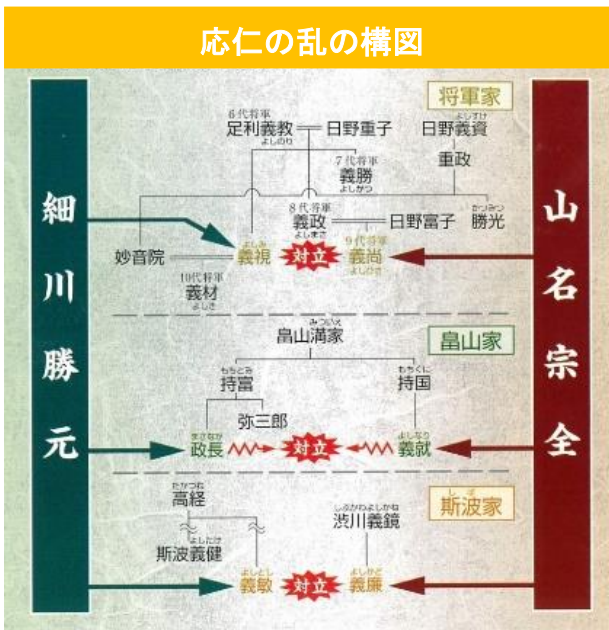 応仁の乱の構図
細川勝元
山名宗全
将軍家
6代将軍
足利義教
よしのり
日野重子
よしすけ
日野義資
重政
7代将軍
義勝
よしかつ
8代将軍
義政
よしまさ
日野富子
かつみつ
勝光
妙音院
よしみ
義視
対立
9代将軍
義尚
よしひさ
10代将軍
義材
よしき
畠山家
みついえ
畠山満家
もちとみ
持富
もちくに
持国
弥三郎
まさなが
政長
対立
よしなり
義就
しば
斯波家
たかつね
高経
しぶかわよしかね
渋川義鏡
よしたけ
斯波義健
よしとし
義敏
対立
よしかど
義廉